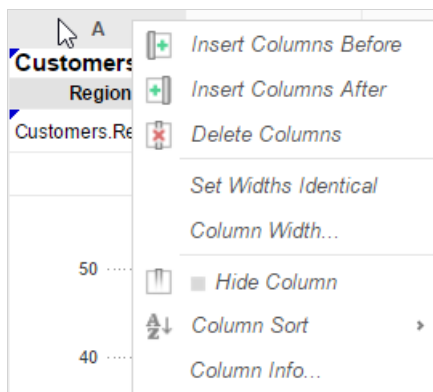 A
Customers
Region
Customers.Re
50
40
Insert Columns Before
Insert Columns After
Delete Columns
Set Widths Identical
Column Width...
Hide Column
Column Sort
Column Info...